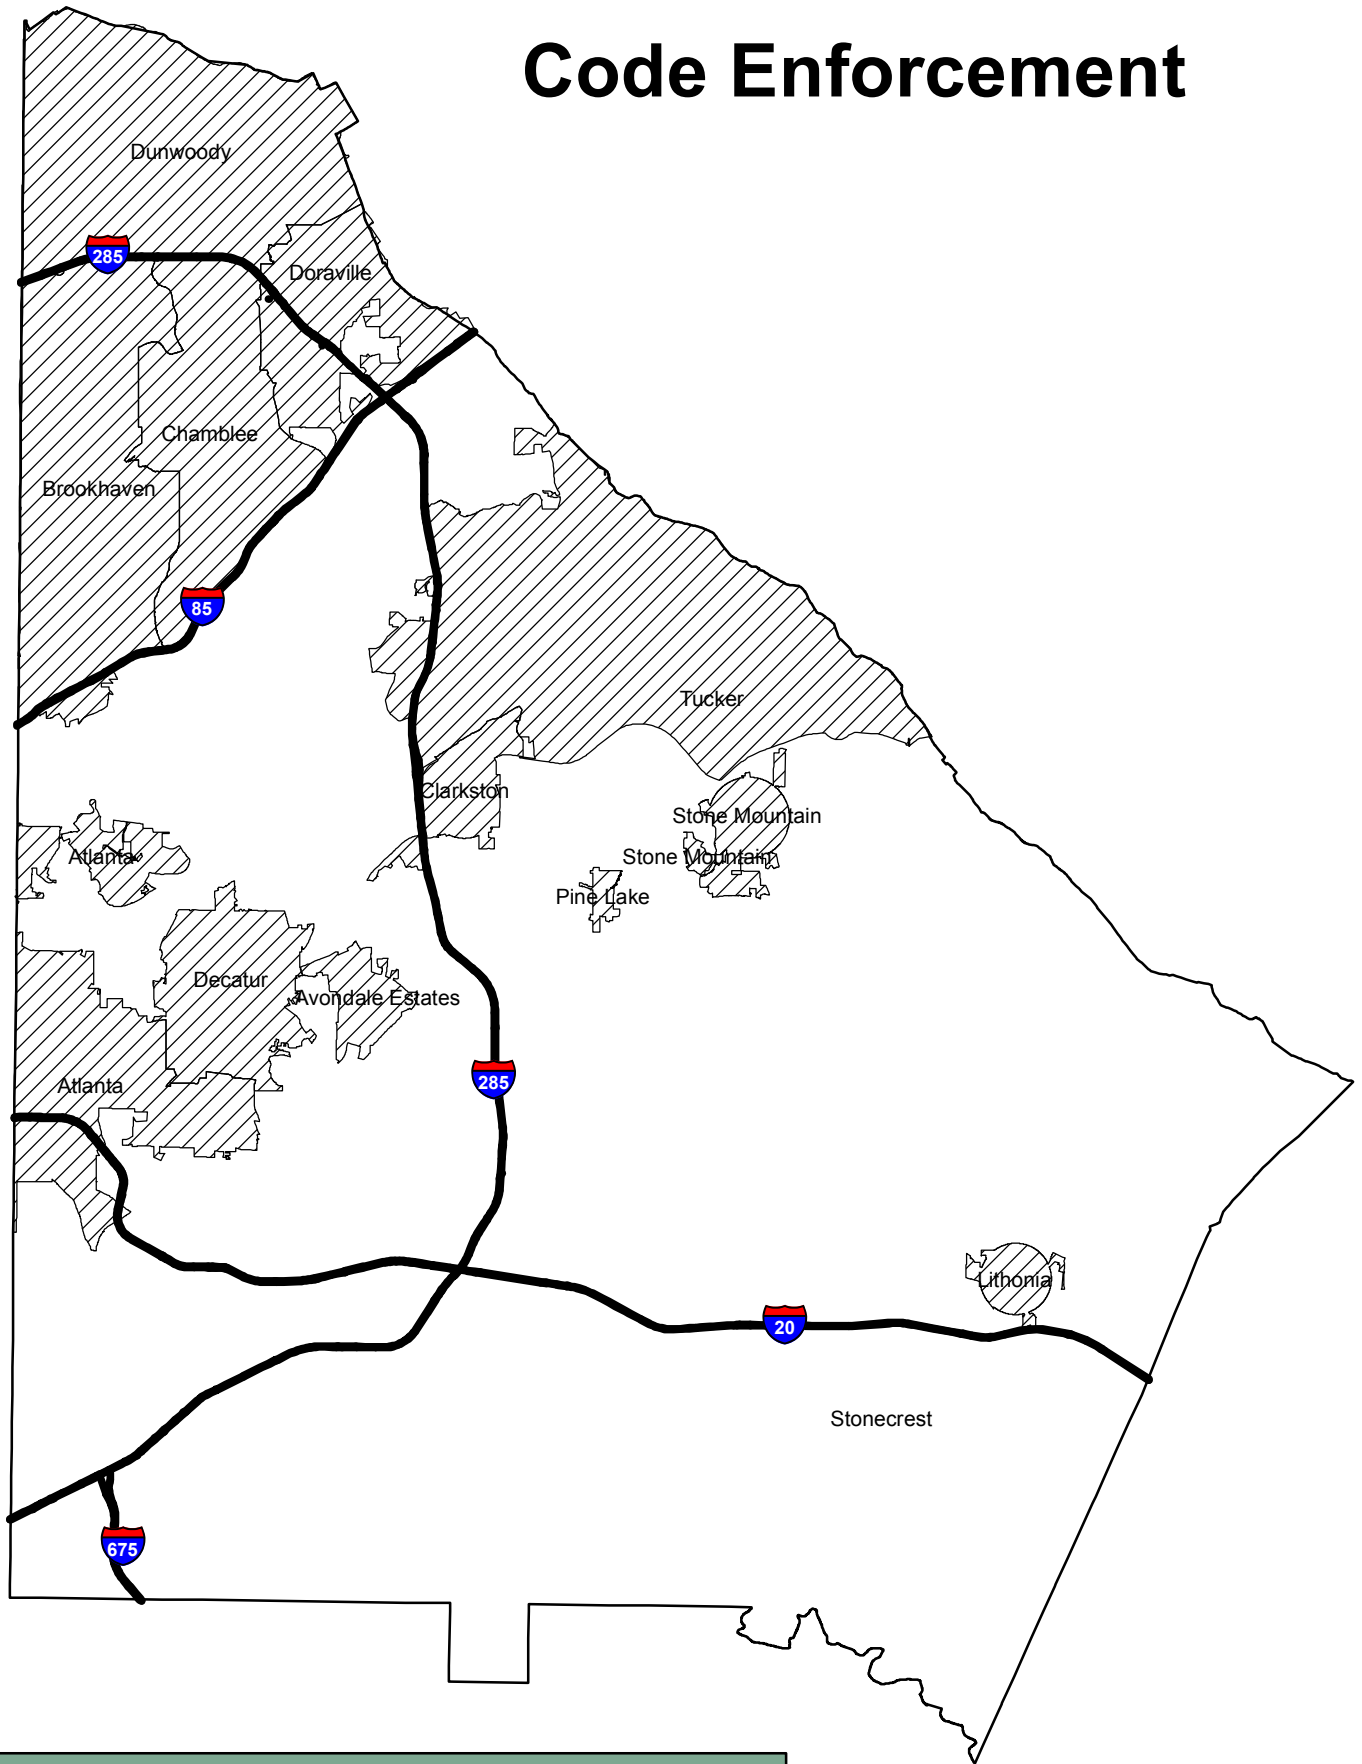 Code Enforcement
Dunwoody
285
Doraville
Chamblee
Brookhaven
85
Tucker
Clarkston
Stone Mountain
Atlanta
Stone Mountain
Pine Lake
Decatur
Avondale Estates
285
Atlanta
Lithonia
20
Stonecrest
675